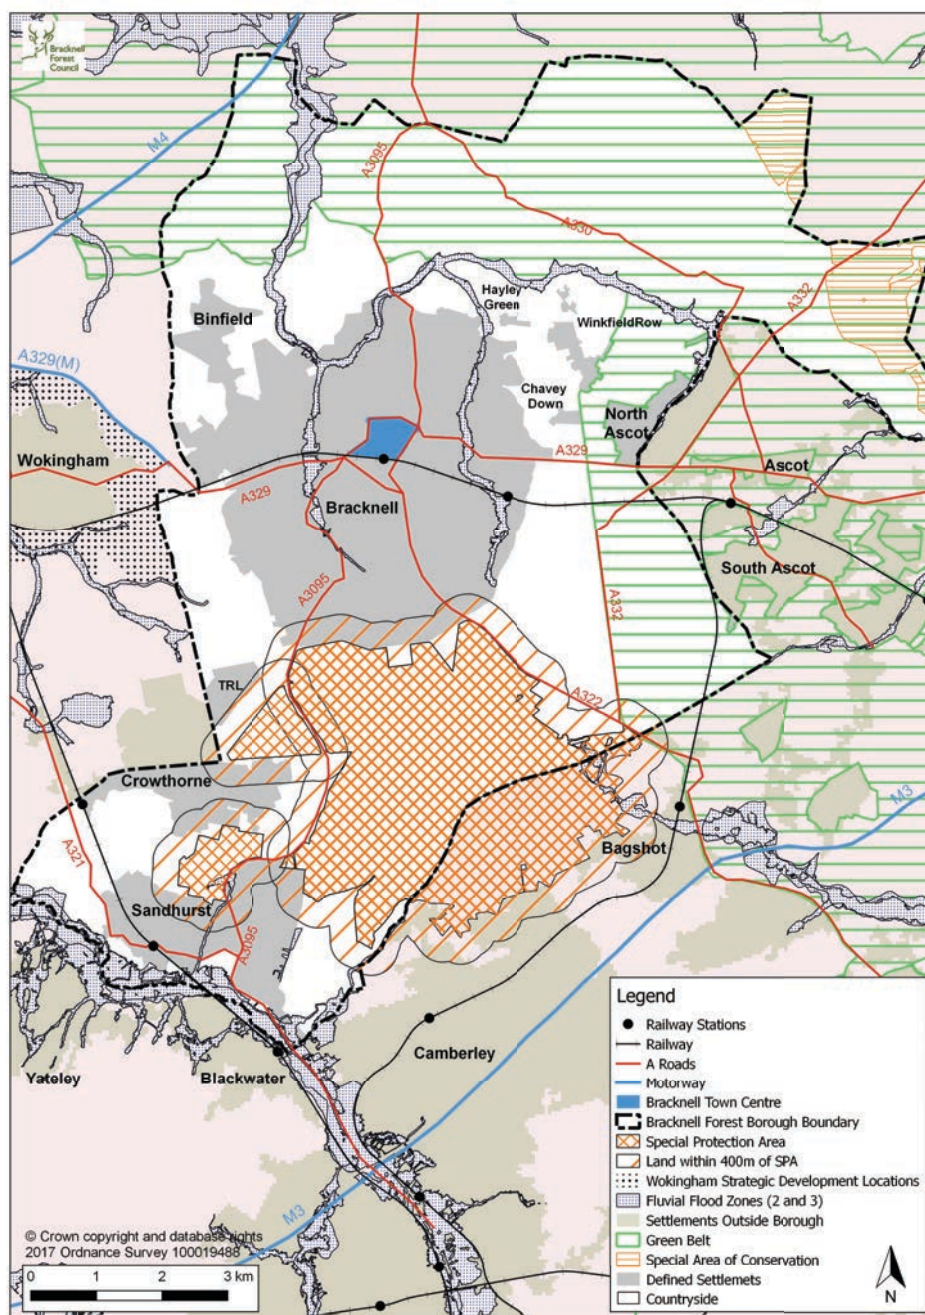 Bracknell
Forest
Council
M4
A3095
A330
A332
Hayley
Green
Binfield
WinkfieldRow
A329(M)
Chavey
Down
North
Ascot
Wokingham
A329
Ascot
A329
Bracknell
South Ascot
A3095
A332
TRL
A322
Crowthorne
M3
A321
Bagshot
Sandhurst
A3095
Camberley
Yateley
Blackwater
M3
Legend
Railway Stations
Railway
A Roads
Motorway
Bracknell Town Centre
Bracknell Forest Borough Boundary
Special Protection Area
Land within 400m of SPA
Wokingham Strategic Development Locations
Fluvial Flood Zones (2 and 3)
Settlements Outside Borough
Green Belt
Special Area of Conservation
Defined Settlemets
Countryside
© Crown copyright and database rights
2017 Ordnance Survey 100019488
0 1 2 3 km
N